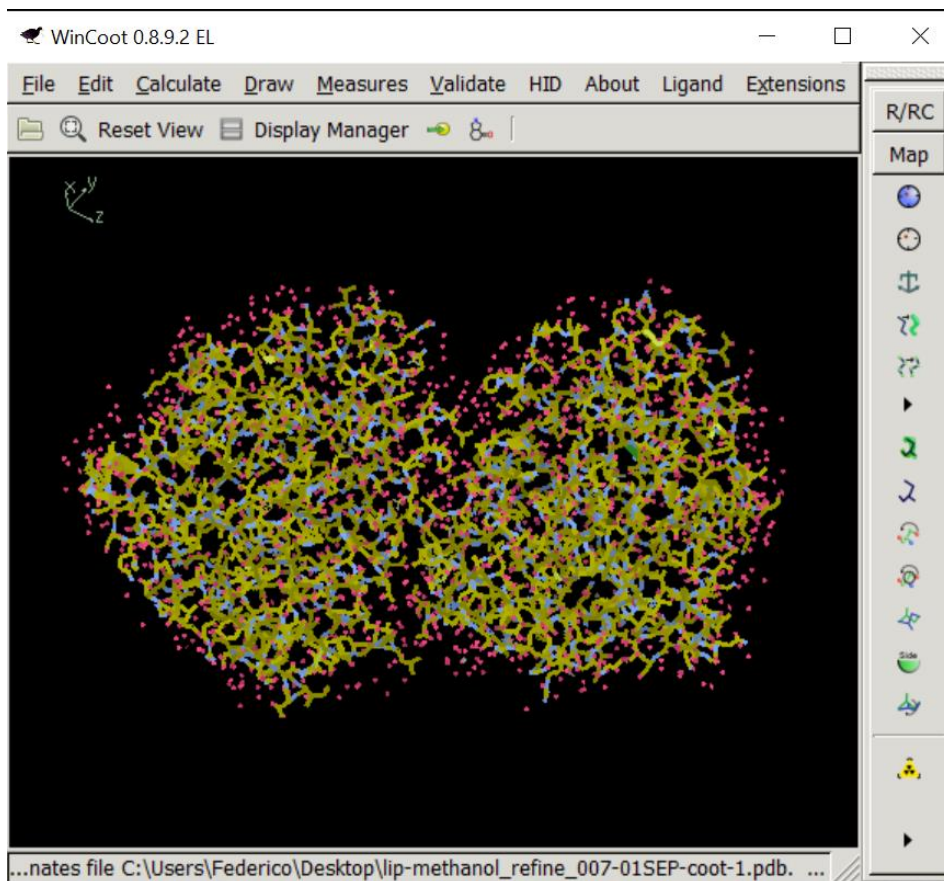 WinCoot 0.8.9.2 EL
File Edit Calculate Draw Measures Validate HID About Ligand Extensions
R/RC
Reset View Display Manager
Map
x y
z
Side
...nates file C:\Users\Federico\Desktop\lip-methanol_refine_007-01SEP-coot-1.pdb. ...